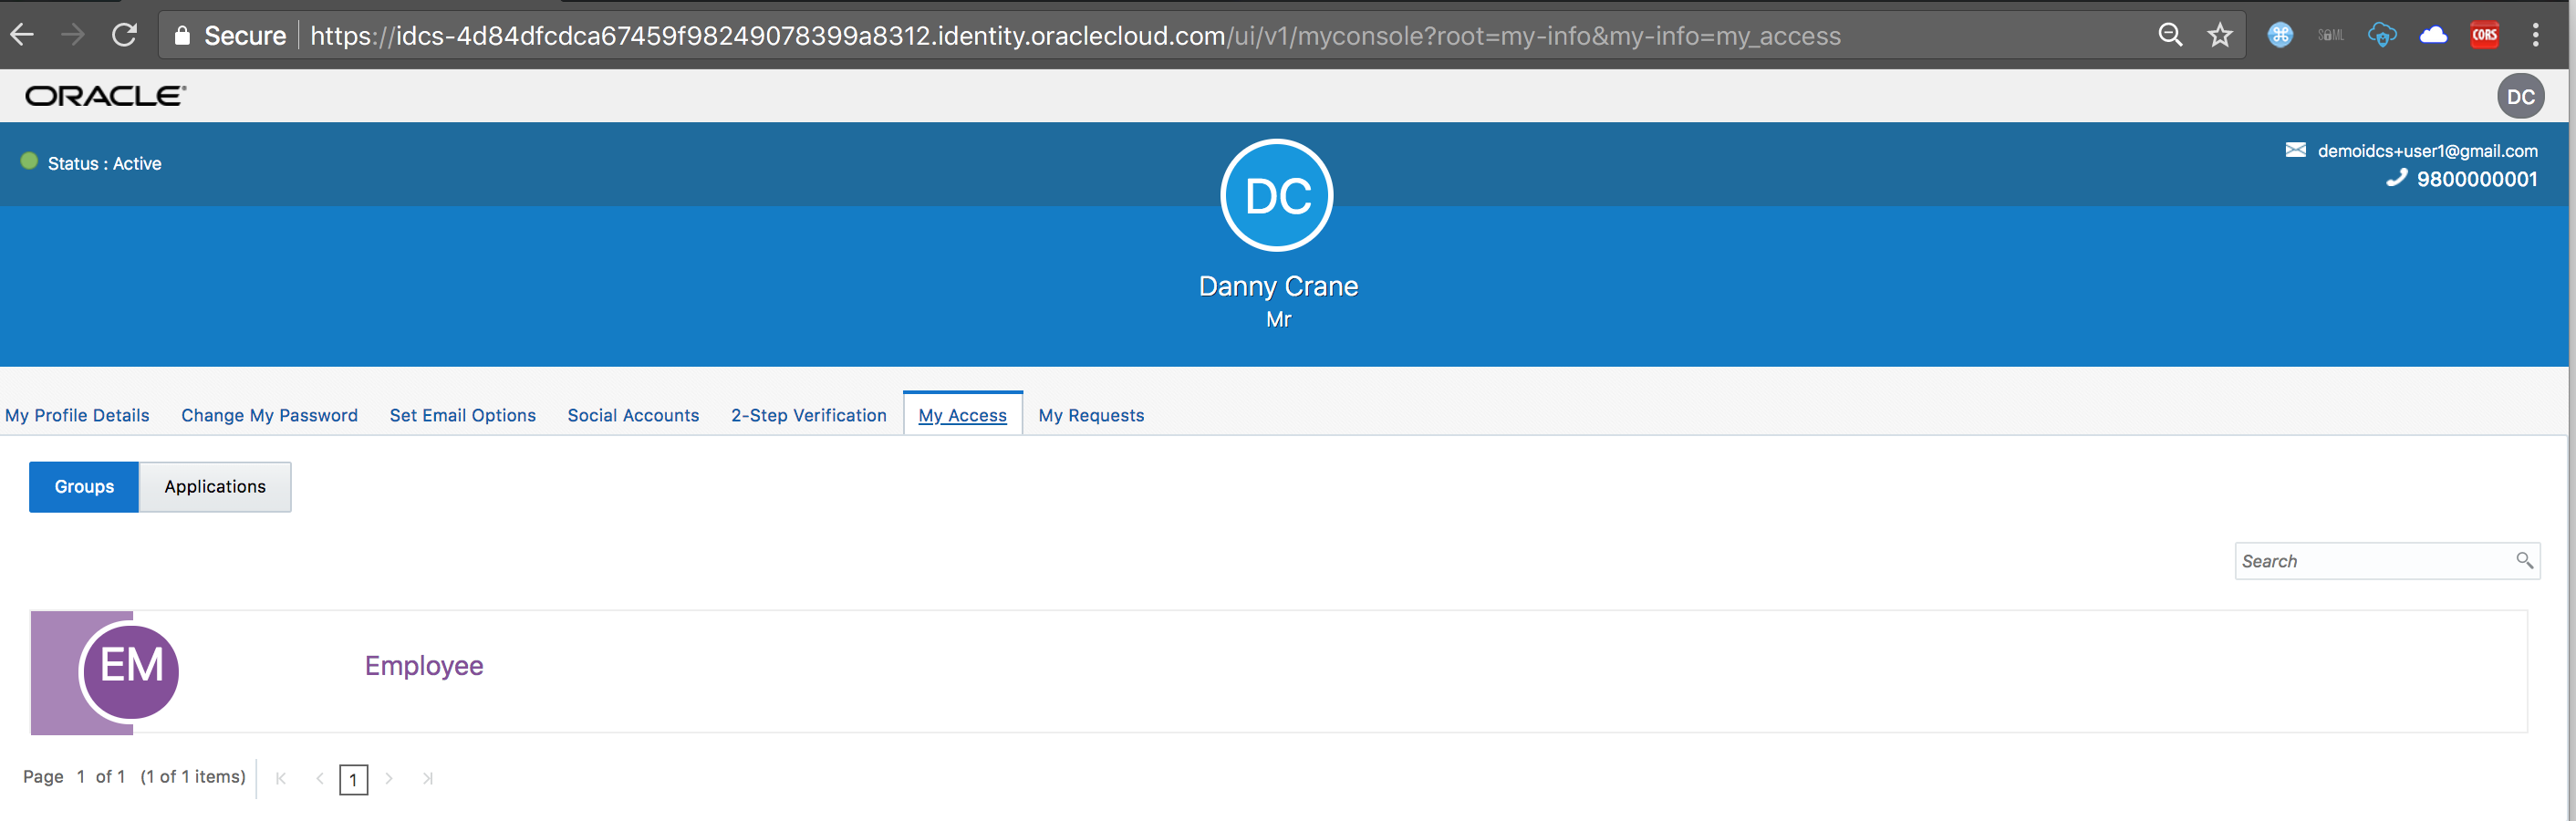 Secure https://idcs-4d84dfcdca67459f98249078399a8312.identity.oraclecloud.com/ui/v1/myconsole?root=my-info&my-info=my_access
SAML
CORS
ORACLE®
DC
Status : Active
demoidcs+user1@gmail.com
9800000001
DC
Danny Crane
Mr
My Profile Details Change My Password Set Email Options Social Accounts 2-Step Verification My Access My Requests
Groups Applications
Search
EM Employee
Page 1 of 1 (1 of 1 items) 1